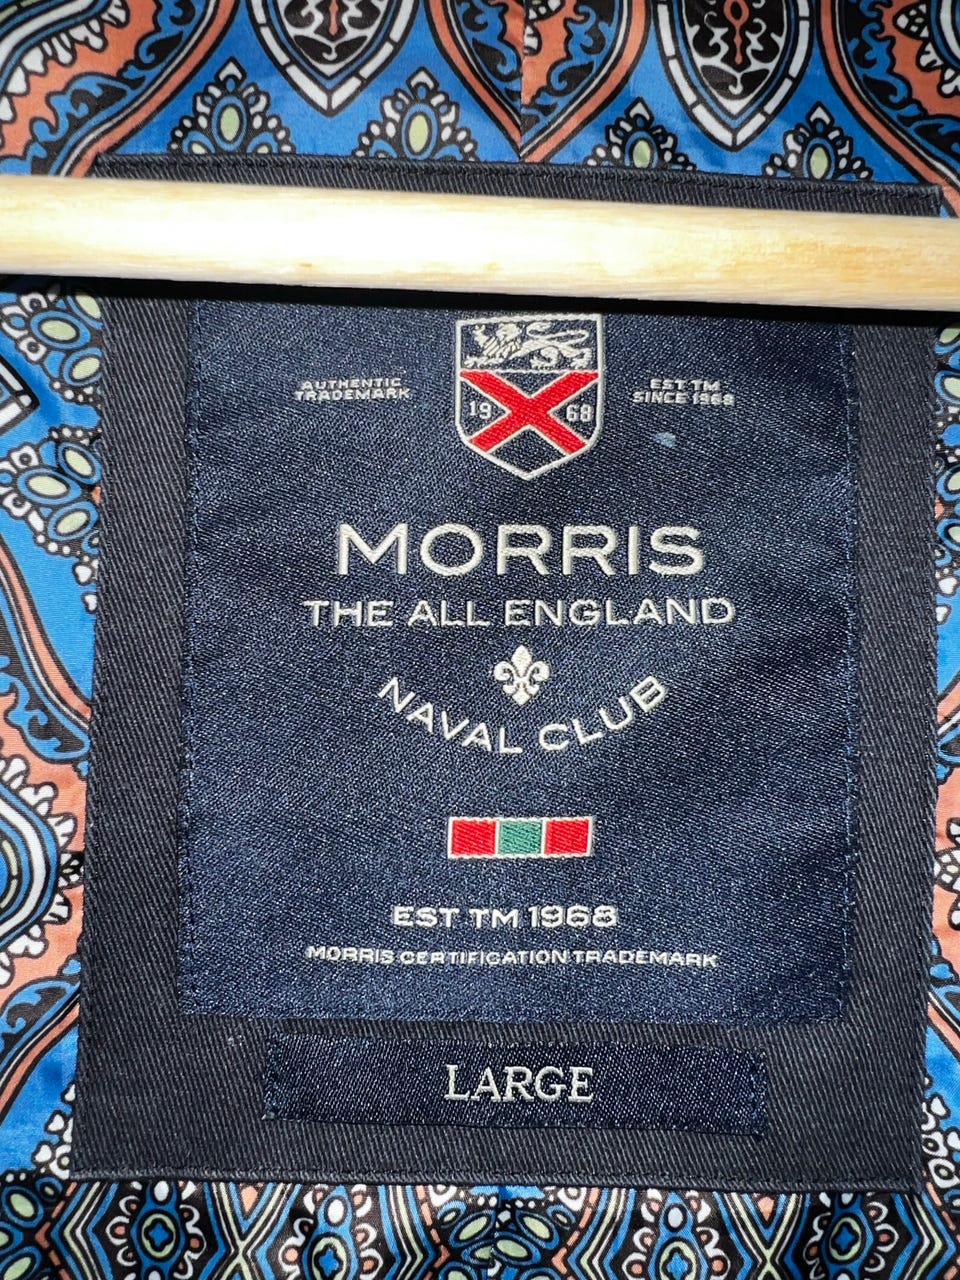 AUTHENTIC
TRADEMARK
19 68
EST TM
SINCE 1968
MORRIS
THE ALL ENGLAND
NAVAL CLUB
EST TM 1968
MORRIS CERTIFICATION TRADEMARK
LARGE